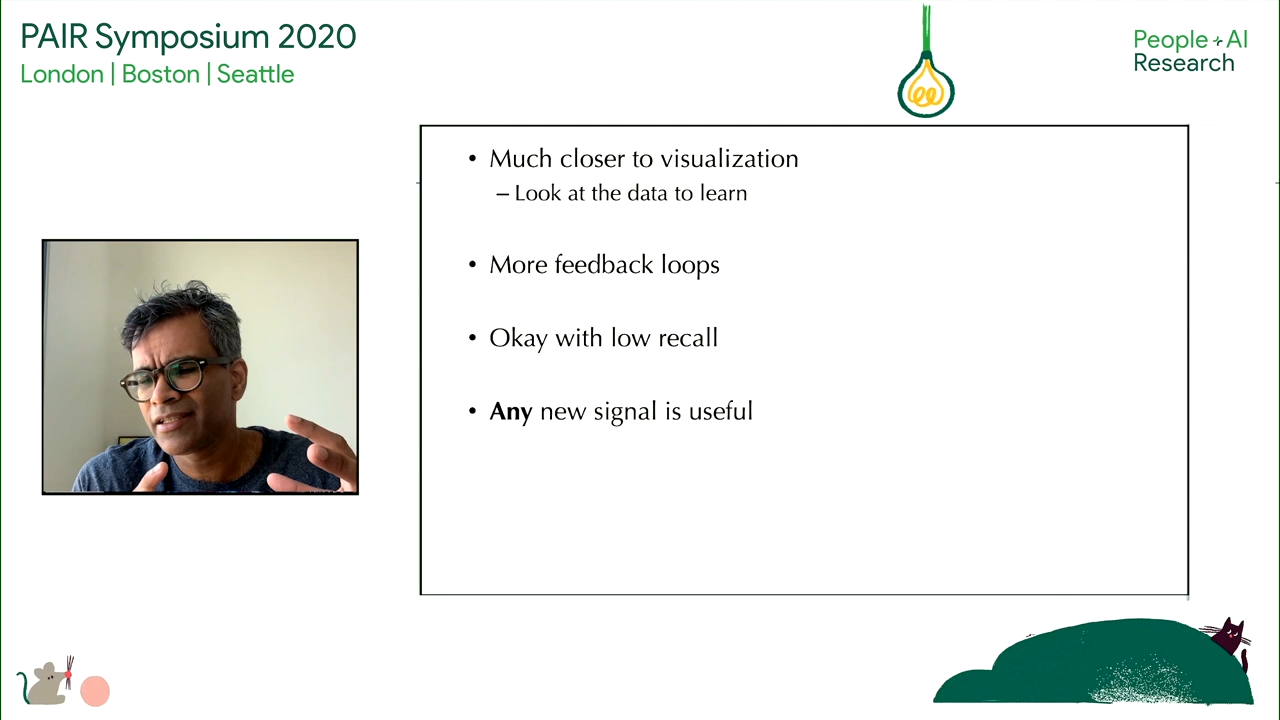 PAIR Symposium 2020
London | Boston | Seattle
People + AI
Research
• Much closer to visualization
– Look at the data to learn
• More feedback loops
• Okay with low recall
• Any new signal is useful